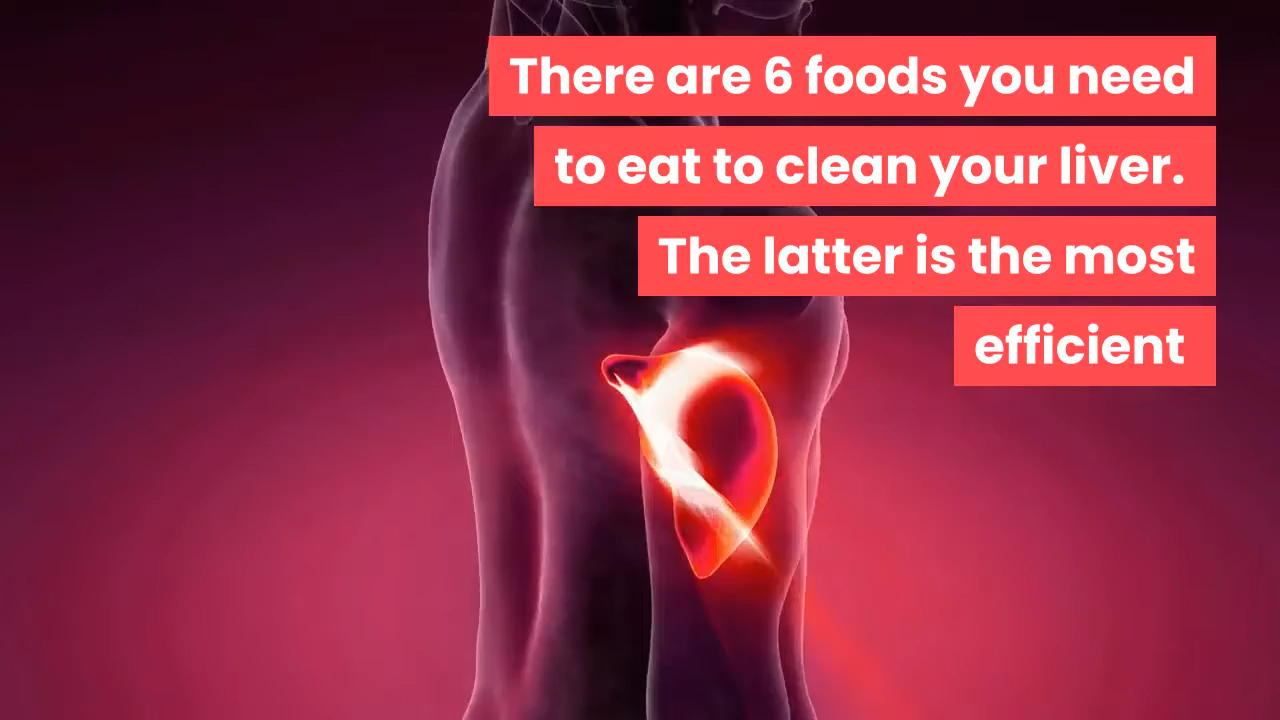 There are 6 foods you need
to eat to clean your liver.
The latter is the most
efficient